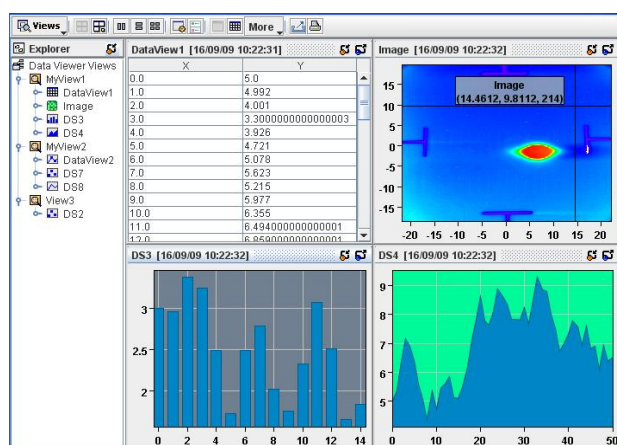 Views More
Explorer
Data Viewer Views
MyView1
DataView1
Image
DS3
DS4
MyView2
DataView2
DS7
DS8
View3
DS2
DataView1 [16/09/09 10:22:31]
X Y
0.0 5.0
1.0 4.992
2.0 4.001
3.0 3.3000000000000003
4.0 3.926
5.0 4.721
6.0 5.078
7.0 5.623
8.0 5.215
9.0 5.977
10.0 6.355
11.0 6.494000000000001
12.0 6.859000000000001
Image [16/09/09 10:22:32]
Image
(14.4612, 9.8112, 214)
15
10
5
0
-5
-10
-15
-20 -15 -10 -5 0 5 10 15 20
DS3 [16/09/09 10:22:32]
3
2.5
2
0 2 4 6 8 10 12 14
DS4 [16/09/09 10:22:32]
9
8
7
6
5
0 10 20 30 40 50